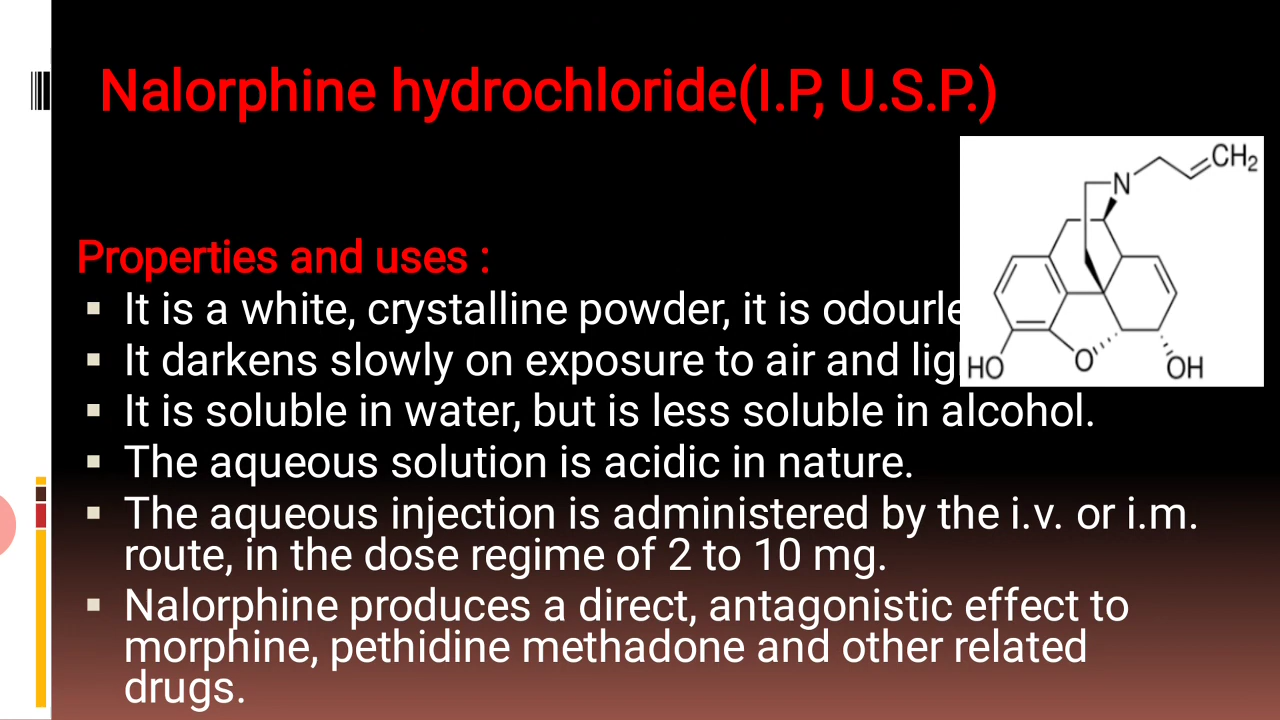 Nalorphine hydrochloride(I.P, U.S.P.)
N CH2
Properties and uses :
It is a white, crystalline powder, it is
It darkens slowly on exposure to air and
HO O OH
It is soluble in water, but is less soluble in alcohol.
The aqueous solution is acidic in nature.
The aqueous injection is administered by the i.v. or i.m.
route, in the dose regime of 2 to 10 mg.
Nalorphine produces a direct, antagonistic effect to
morphine, pethidine methadone and other related
drugs.